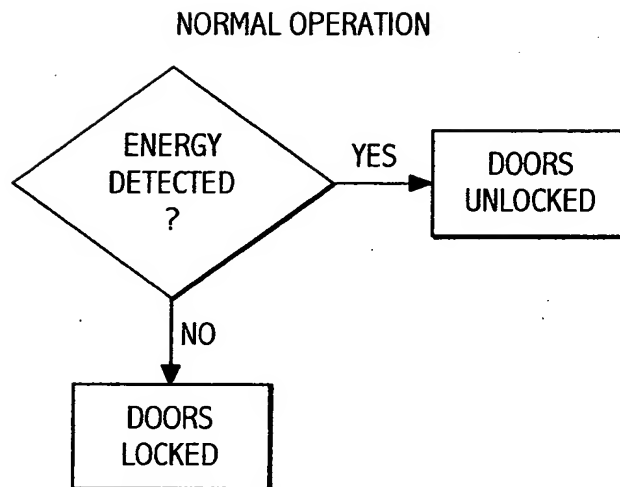 NORMAL OPERATION
ENERGY
DETECTED
?
YES
DOORS
UNLOCKED
NO
DOORS
LOCKED